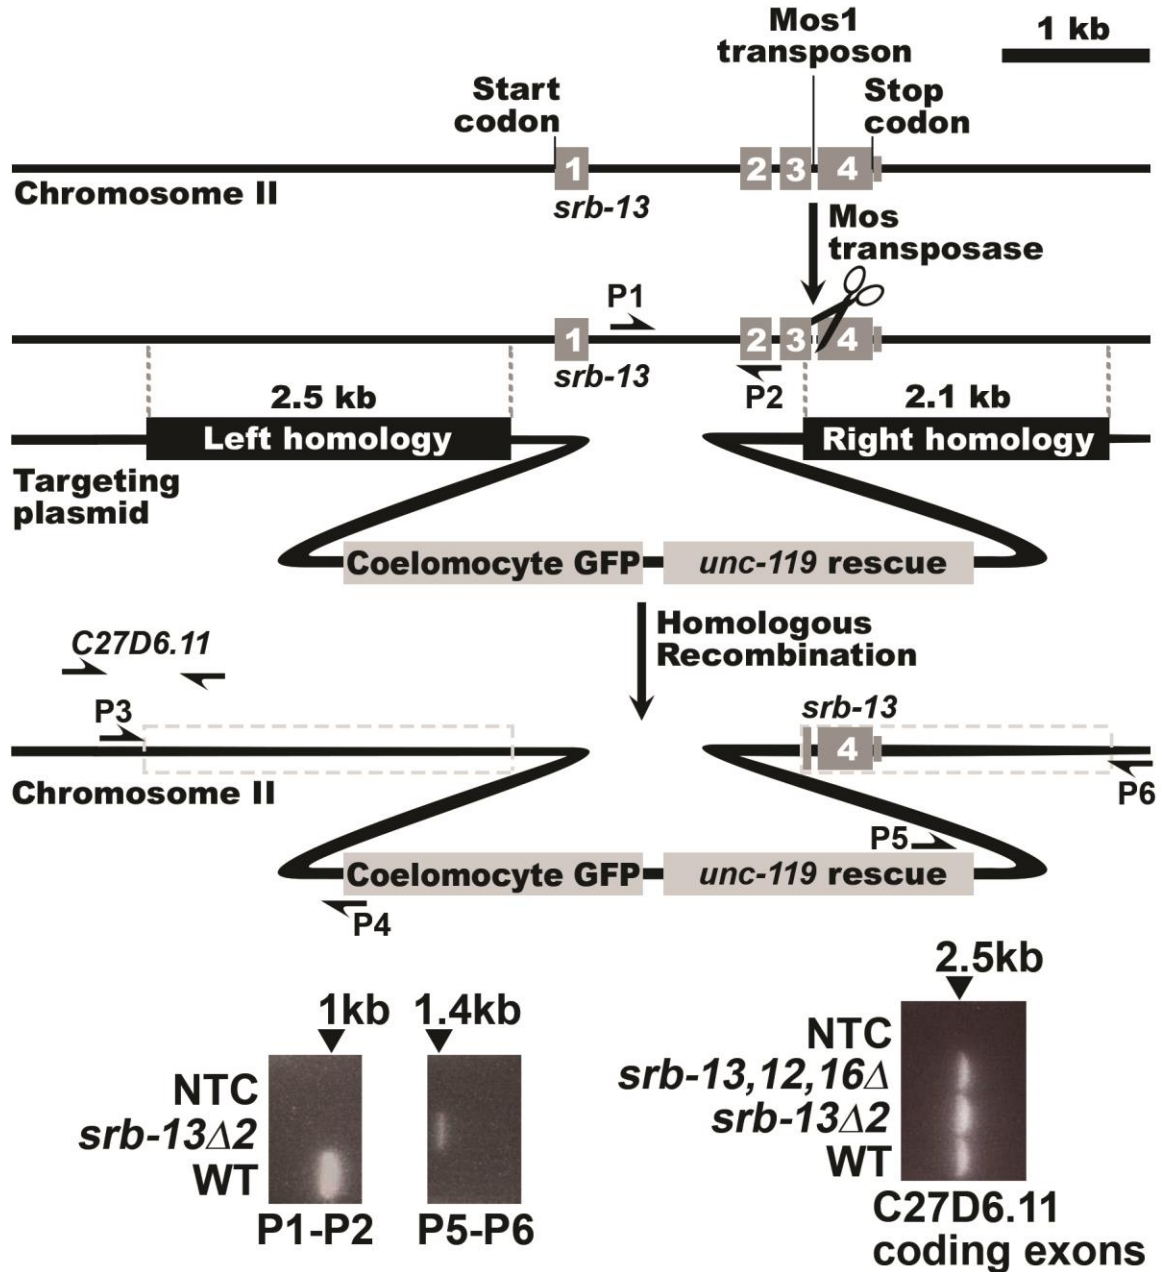 Mos1
transposon
1 kb
Start
codon
Stop
codon
1
2
3
4
Chromosome II
srb-13
Mos
transposase
P1
1
2
3
4
srb-13
P2
2.5 kb
2.1 kb
Left homology
Right homology
Targeting
plasmid
Coelomocyte GFP
unc-119 rescue
Homologous
Recombination
C27D6.11
P3
srb-13
4
Chromosome II
P6
P5
Coelomocyte GFP
unc-119 rescue
P4
1kb
1.4kb
NTC
srb-13Δ2
WT
P1-P2
P5-P6
2.5kb
NTC
srb-13,12,16Δ
srb-13Δ2
WT
C27D6.11
coding exons